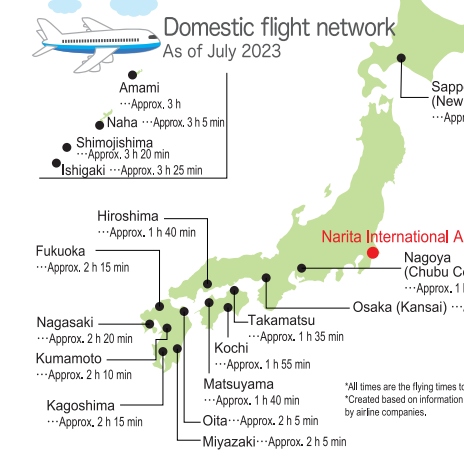 Domestic flight network
As of July 2023
Amami
…Approx. 3 h
Naha …Approx. 3 h 5 min
Shimojishima
…Approx. 3 h 20 min
Ishigaki …Approx. 3 h 25 min
Sapp
(New
…Appr
Hiroshima
…Approx. 1 h 40 min
Fukuoka
…Approx. 2 h 15 min
Narita International A
Nagoya
(Chubu Ce
…Approx. 1 
Osaka (Kansai) …
Nagasaki
…Approx. 2 h 20 min
Takamatsu
…Approx. 1 h 35 min
Kochi
…Approx. 1 h 55 min
Kumamoto
…Approx. 2 h 10 min
Matsuyama
…Approx. 1 h 40 min
Kagoshima
…Approx. 2 h 15 min
Oita…Approx. 2 h 5 min
Miyazaki…Approx. 2 h 5 min
*All times are the flying times to
*Created based on information
by airline companies.